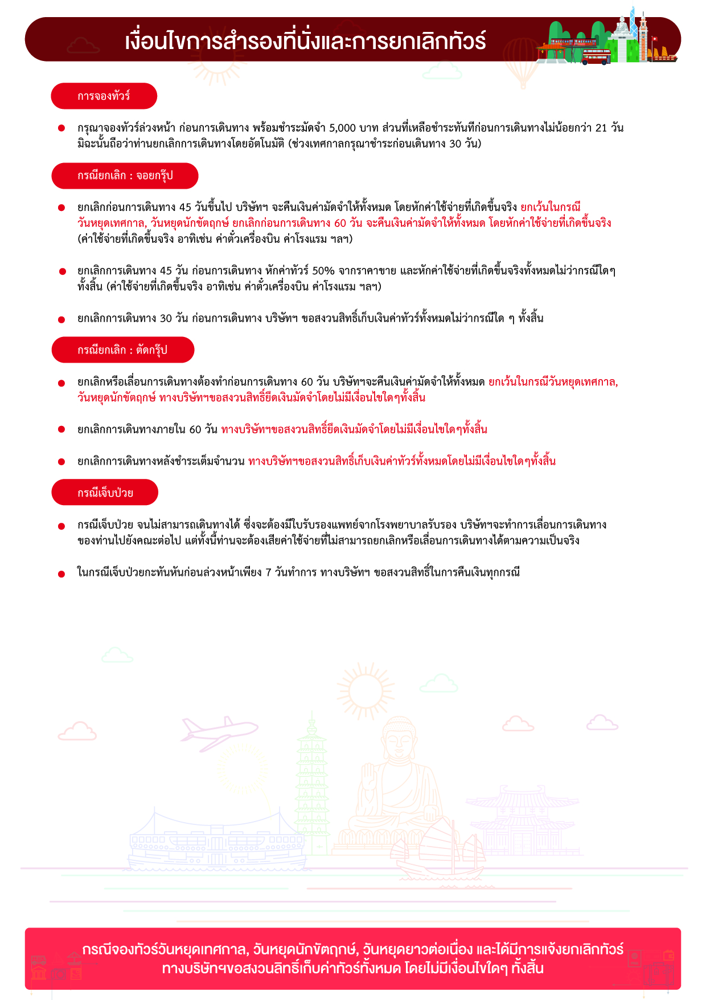 เงื่อนไขการสำรองที่นั่งและการยกเลิกทัวร์
การจองทัวร์
กรุณาจองทัวร์ล่วงหน้า ก่อนการเดินทาง พร้อมชำระมัดจำ 5,000 บาท ส่วนที่เหลือชำระทันทีก่อนการเดินทางไม่น้อยกว่า 21 วัน
มิฉะนั้นถือว่าท่านยกเลิกการเดินทางโดยอัตโนมัติ (ช่วงเทศกาลกรุณาชำระก่อนเดินทาง 30 วัน)
กรณียกเลิก : จอยกรุ๊ป
ยกเลิกก่อนการเดินทาง 45 วันขึ้นไป บริษัทฯ จะคืนเงินค่ามัดจำให้ทั้งหมด โดยหักค่าใช้จ่ายที่เกิดขึ้นจริง ยกเว้นในกรณี
วันหยุดเทศกาล, วันหยุดนักขัตฤกษ์ ยกเลิกก่อนการเดินทาง 60 วัน จะคืนเงินค่ามัดจำให้ทั้งหมด โดยหักค่าใช้จ่ายที่เกิดขึ้นจริง
(ค่าใช้จ่ายที่เกิดขึ้นจริง อาทิเช่น ค่าตั๋วเครื่องบิน ค่าโรงแรม ฯลฯ)
ยกเลิกการเดินทาง 45 วัน ก่อนการเดินทาง หักค่าทัวร์ 50% จากราคาขาย และหักค่าใช้จ่ายที่เกิดขึ้นจริงทั้งหมดไม่ว่ากรณีใดๆ
ทั้งสิ้น (ค่าใช้จ่ายที่เกิดขึ้นจริง อาทิเช่น ค่าตั๋วเครื่องบิน ค่าโรงแรม ฯลฯ)
ยกเลิกการเดินทาง 30 วัน ก่อนการเดินทาง บริษัทฯ ขอสงวนสิทธิ์เก็บเงินค่าทัวร์ทั้งหมดไม่ว่ากรณีใด ๆ ทั้งสิ้น
กรณียกเลิก : ตัดกรุ๊ป
ยกเลิกหรือเลื่อนการเดินทางต้องทำก่อนการเดินทาง 60 วัน บริษัทฯจะคืนเงินค่ามัดจำให้ทั้งหมด ยกเว้นในกรณีวันหยุดเทศกาล,
วันหยุดนักขัตฤกษ์ ทางบริษัทฯขอสงวนสิทธิ์ยึดเงินมัดจำโดยไม่มีเงื่อนไขใดๆทั้งสิ้น
ยกเลิกการเดินทางภายใน 60 วัน ทางบริษัทฯขอสงวนสิทธิ์ยึดเงินมัดจำโดยไม่มีเงื่อนไขใดๆทั้งสิ้น
ยกเลิกการเดินทางหลังชำระเต็มจำนวน ทางบริษัทฯขอสงวนสิทธิ์เก็บเงินค่าทัวร์ทั้งหมดโดยไม่มีเงื่อนไขใดๆทั้งสิ้น
กรณีเจ็บป่วย
กรณีเจ็บป่วย จนไม่สามารถเดินทางได้ ซึ่งจะต้องมีใบรับรองแพทย์จากโรงพยาบาลรับรอง บริษัทฯจะทำการเลื่อนการเดินทาง
ของท่านไปยังคณะต่อไป แต่ทั้งนี้ท่านจะต้องเสียค่าใช้จ่ายที่ไม่สามารถยกเลิกหรือเลื่อนการเดินทางได้ตามความเป็นจริง
ในกรณีเจ็บป่วยกะทันหันก่อนล่วงหน้าเพียง 7 วันทำการ ทางบริษัทฯ ขอสงวนสิทธิ์ในการคืนเงินทุกกรณี
กรณีจองทัวร์วันหยุดเทศกาล, วันหยุดนักขัตฤกษ์, วันหยุดยาวต่อเนื่อง และได้มีการแจ้งยกเลิกทัวร์
ทางบริษัทฯขอสงวนลิทธิ์เก็บค่าทัวร์ทั้งหมด โดยไม่มีเงื่อนไขใดๆ ทั้งสิ้น